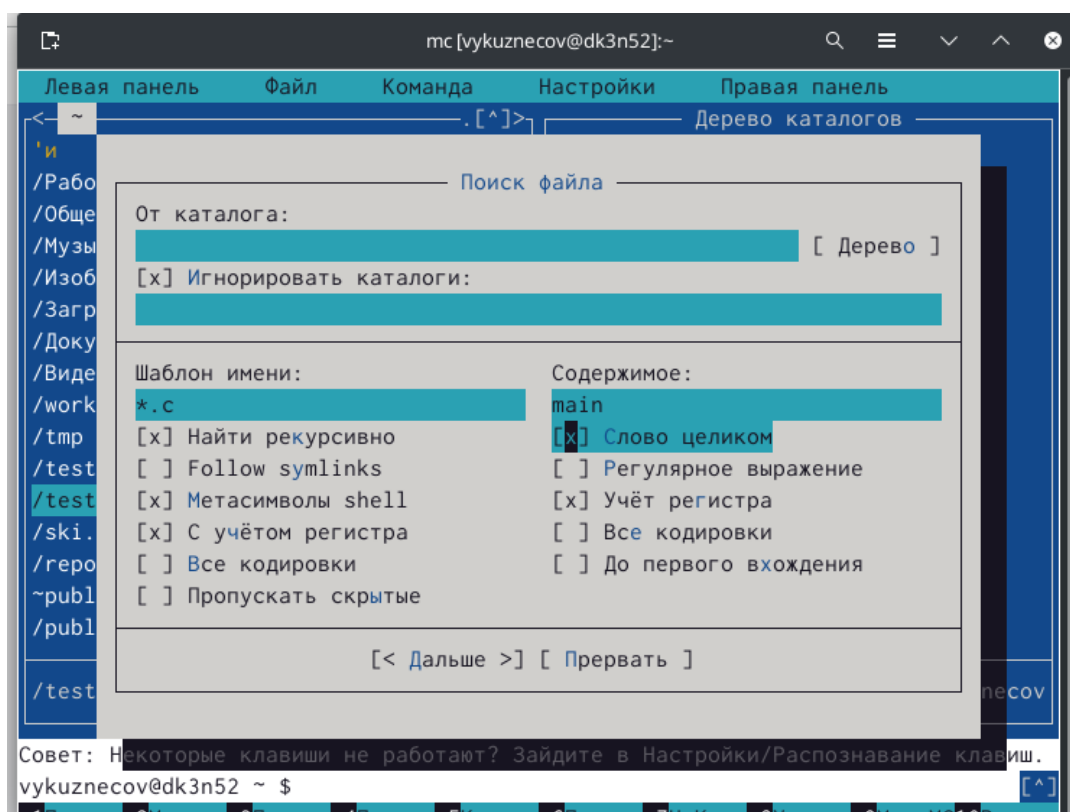 mc [vykuznecov@dk3n52]:~
Левая панель Файл Команда Настройки Правая панель
<- ~ .[^]> Дерево каталогов
'и
/Рабо
/Обще
/Музы
/Изоб
/Загр
/Доку
/Виде
/work
/tmp
/test
/test
/ski.
/repo
~publ
/publ
Поиск файла
От каталога:
[ Дерево ]
[x] Игнорировать каталоги:
Шаблон имени: Содержимое:
*.c main
[x] Найти рекурсивно [x] Слово целиком
[ ] Follow symlinks [ ] Регулярное выражение
[x] Метасимволы shell [x] Учёт регистра
[x] С учётом регистра [ ] Все кодировки
[ ] Все кодировки [ ] До первого вхождения
[ ] Пропускать скрытые
[< Дальше >] [ Прервать ]
/test necov
Совет: Некоторые клавиши не работают? Зайдите в Настройки/Распознавание клавиш.
vykuznecov@dk3n52 ~ $ [^]